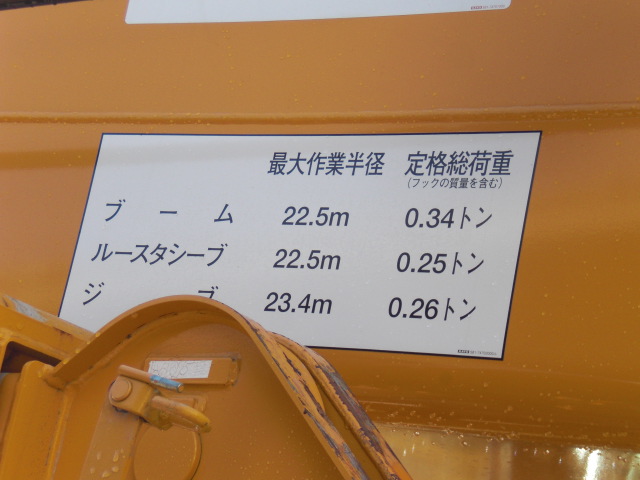 最大作業半径 定格総荷重
(フックの質量を含む)
ブーム 22.5m 0.34トン
ルースタシーブ 22.5m 0.25トン
ジブ 23.4m 0.26トン